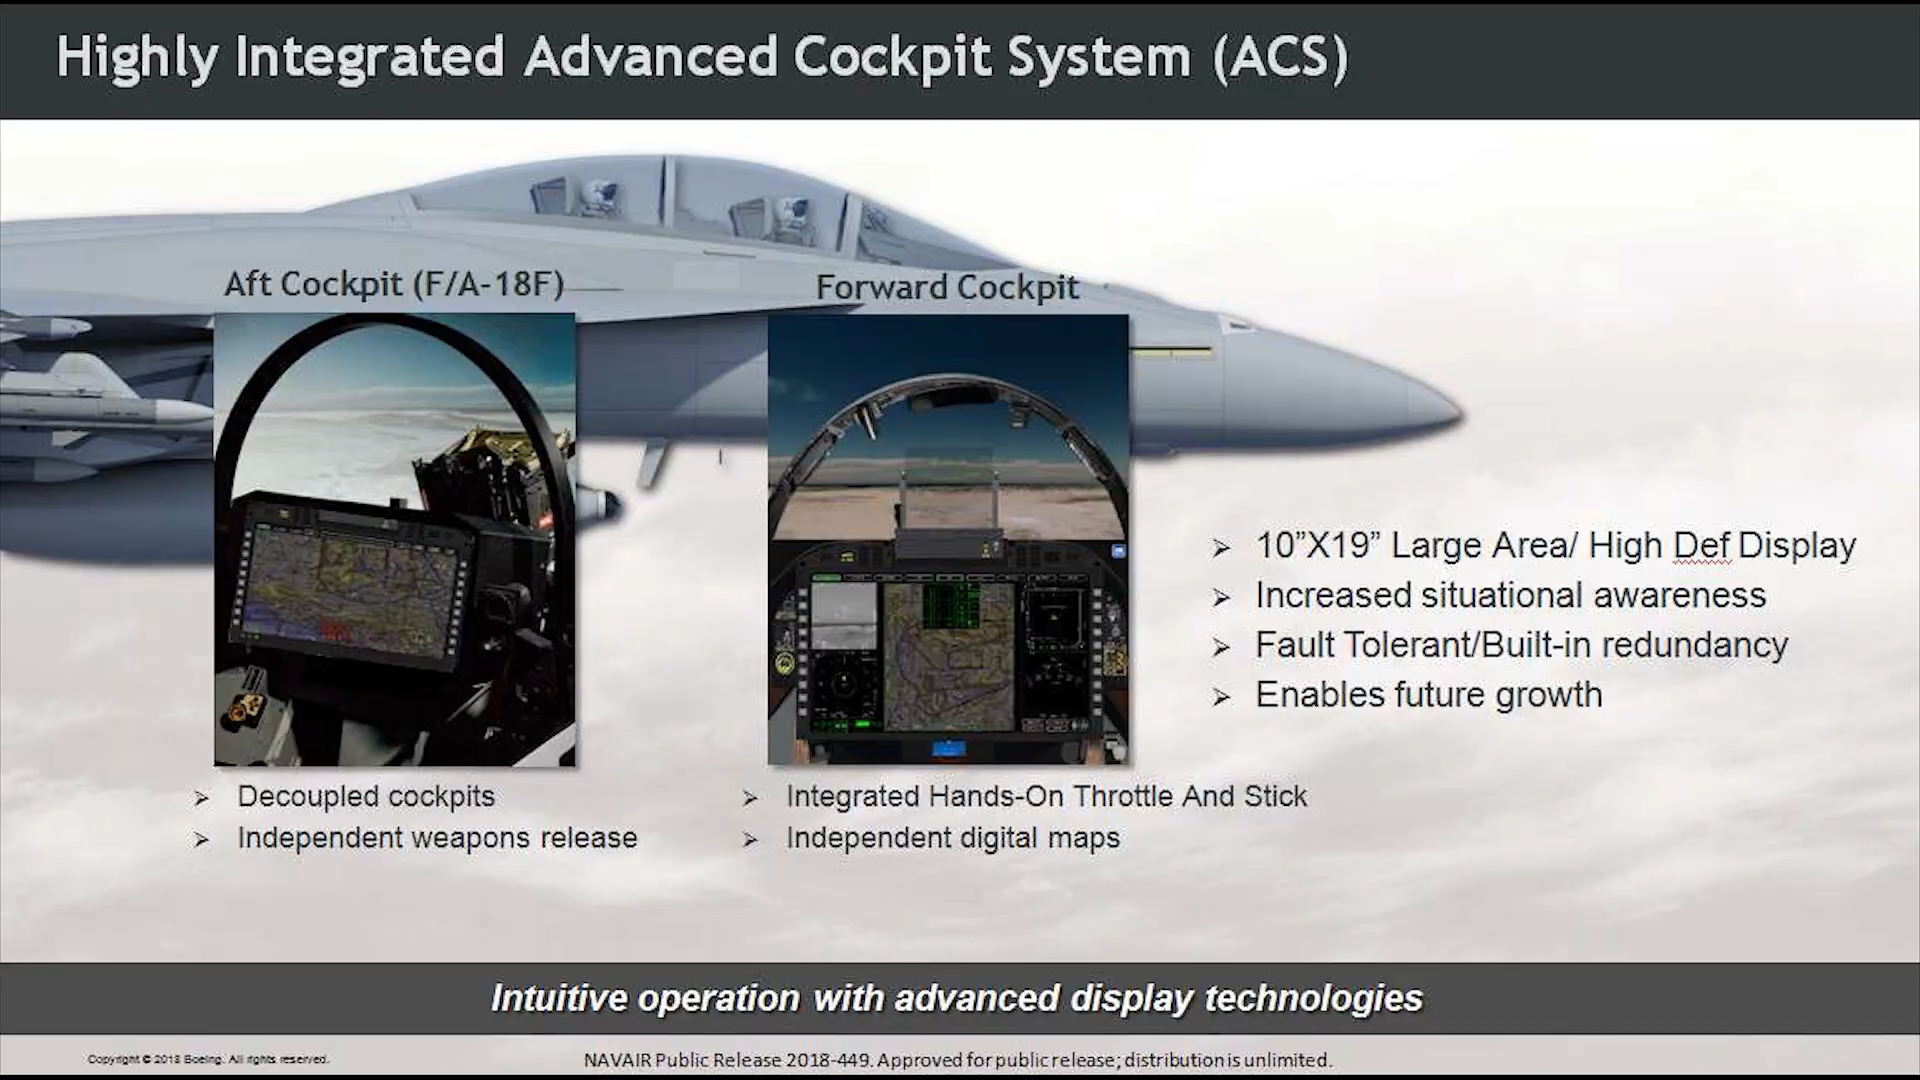 Highly Integrated Advanced Cockpit System (ACS)
Aft Cockpit (F/A-18F)
Forward Cockpit
➢ 10”X19” Large Area/ High Def Display
➢ Increased situational awareness
➢ Fault Tolerant/Built-in redundancy
➢ Enables future growth
➢ Decoupled cockpits
➢ Independent weapons release
➢ Integrated Hands-On Throttle And Stick
➢ Independent digital maps
Intuitive operation with advanced display technologies
Copyright © 2018 Boeing. All rights reserved.
NAVAIR Public Release 2018-449. Approved for public release; distribution is unlimited.